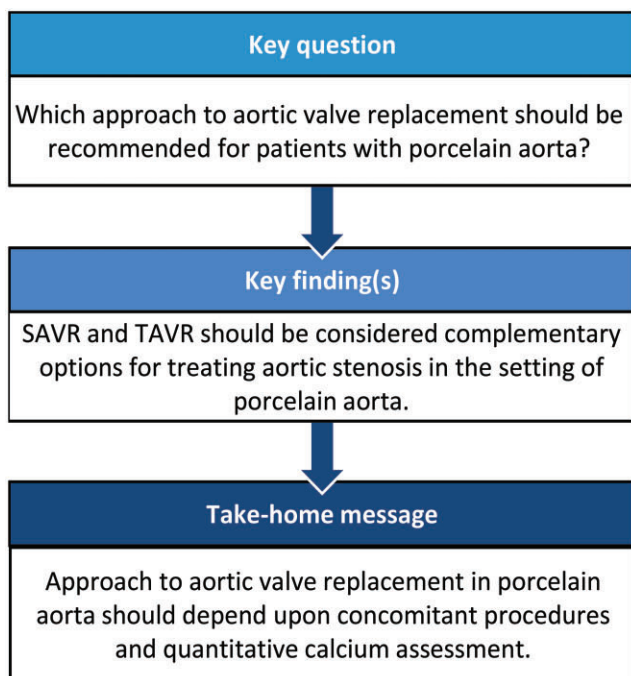 Key question
Which approach to aortic valve replacement should be
recommended for patients with porcelain aorta?
Key finding(s)
SAVR and TAVR should be considered complementary
options for treating aortic stenosis in the setting of
porcelain aorta.
Take-home message
Approach to aortic valve replacement in porcelain
aorta should depend upon concomitant procedures
and quantitative calcium assessment.